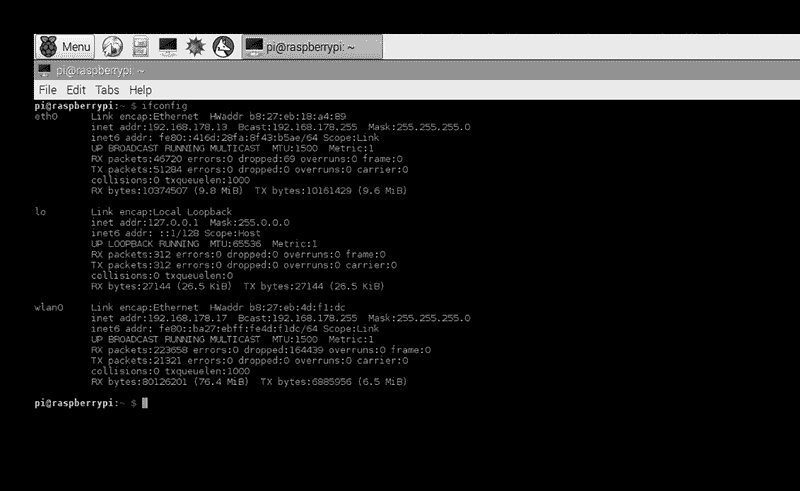 Menu
pi@raspberrypi: ~
pi@raspberrypi: ~
File Edit Tabs Help
pi@raspberrypi:~ $ ifconfig
eth0 Link encap:Ethernet HWaddr b8:27:eb:18:a4:89
inet addr:192.168.178.13 Bcast:192.168.178.255 Mask:255.255.255.0
inet6 addr: fe80::416d:28fa:8f43:b5ae/64 Scope:Link
UP BROADCAST RUNNING MULTICAST MTU:1500 Metric:1
RX packets:46720 errors:0 dropped:69 overruns:0 frame:0
TX packets:51284 errors:0 dropped:0 overruns:0 carrier:0
collisions:0 txqueuelen:1000
RX bytes:10374507 (9.8 MiB) TX bytes:10161429 (9.6 MiB)
lo Link encap:Local Loopback
inet addr:127.0.0.1 Mask:255.0.0.0
inet6 addr: ::1/128 Scope:Host
UP LOOPBACK RUNNING MTU:65536 Metric:1
RX packets:312 errors:0 dropped:0 overruns:0 frame:0
TX packets:312 errors:0 dropped:0 overruns:0 carrier:0
collisions:0 txqueuelen:0
RX bytes:27144 (26.5 KiB) TX bytes:27144 (26.5 KiB)
wlan0 Link encap:Ethernet HWaddr b8:27:eb:4d:f1:dc
inet addr:192.168.178.17 Bcast:192.168.178.255 Mask:255.255.255.0
inet6 addr: fe80::ba27:ebff:fe4d:f1dc/64 Scope:Link
UP BROADCAST RUNNING MULTICAST MTU:1500 Metric:1
RX packets:223658 errors:0 dropped:164439 overruns:0 frame:0
TX packets:21321 errors:0 dropped:0 overruns:0 carrier:0
collisions:0 txqueuelen:1000
RX bytes:80126201 (76.4 MiB) TX bytes:6885956 (6.5 MiB)
pi@raspberrypi:~ $